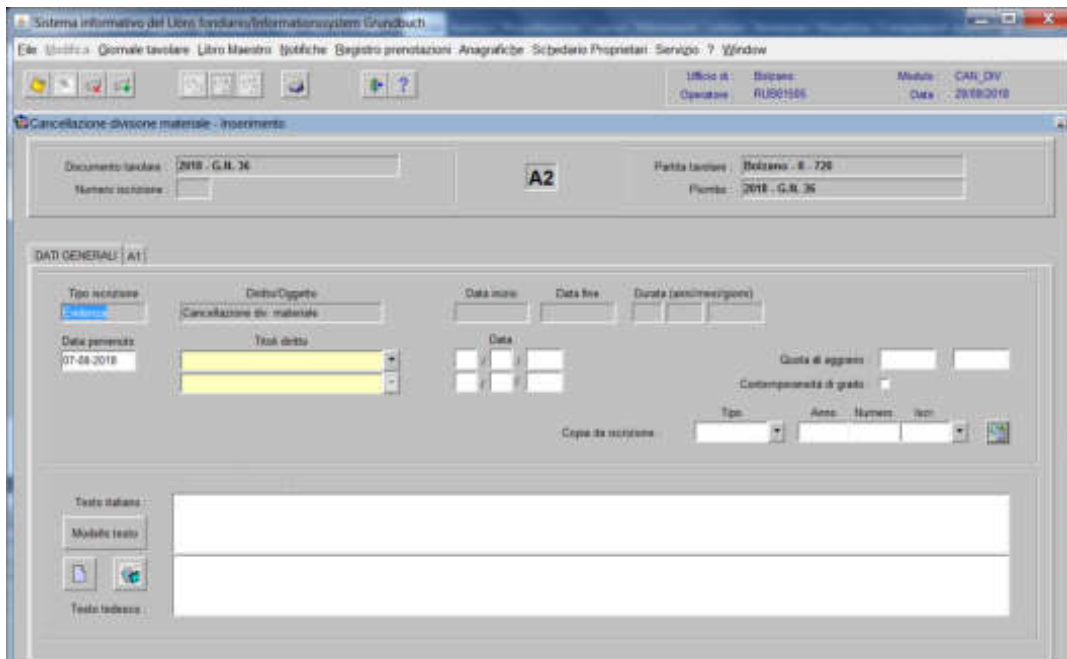 Sistema informativo del Libro fondiario/Informationssystem Grundbuch
File Modifica Giornale tavolare Libro Maestro Notifiche Registro prenotazioni Anagrafiche Schedario Proprietari Servizio ? Window
Ufficio di Bolzano Modulo CAN_DIV
Operatore Data
Cancellazione divisone materiale - Inserimento
Documento tavolare 2018 - G.N. 36 A2 Partita tavolare Bolzano - II - 720
Numero iscrizione Piombo 2018 - G.N. 36
DATI GENERALI A1
Tipo iscrizione Diritto/Oggetto Data inizio Data fine Durata (anni/mesi/giorni)
Evidenza Cancellazione div. materiale
Data pervenuto Titoli diritto Data
07-08-2018 / / Quota di aggravio
/ / Contemporaneità di grado
Tipo Anno Numero Iscr.
Copia da iscrizione
Testo italiano :
Modello testo
Testo tedesco :